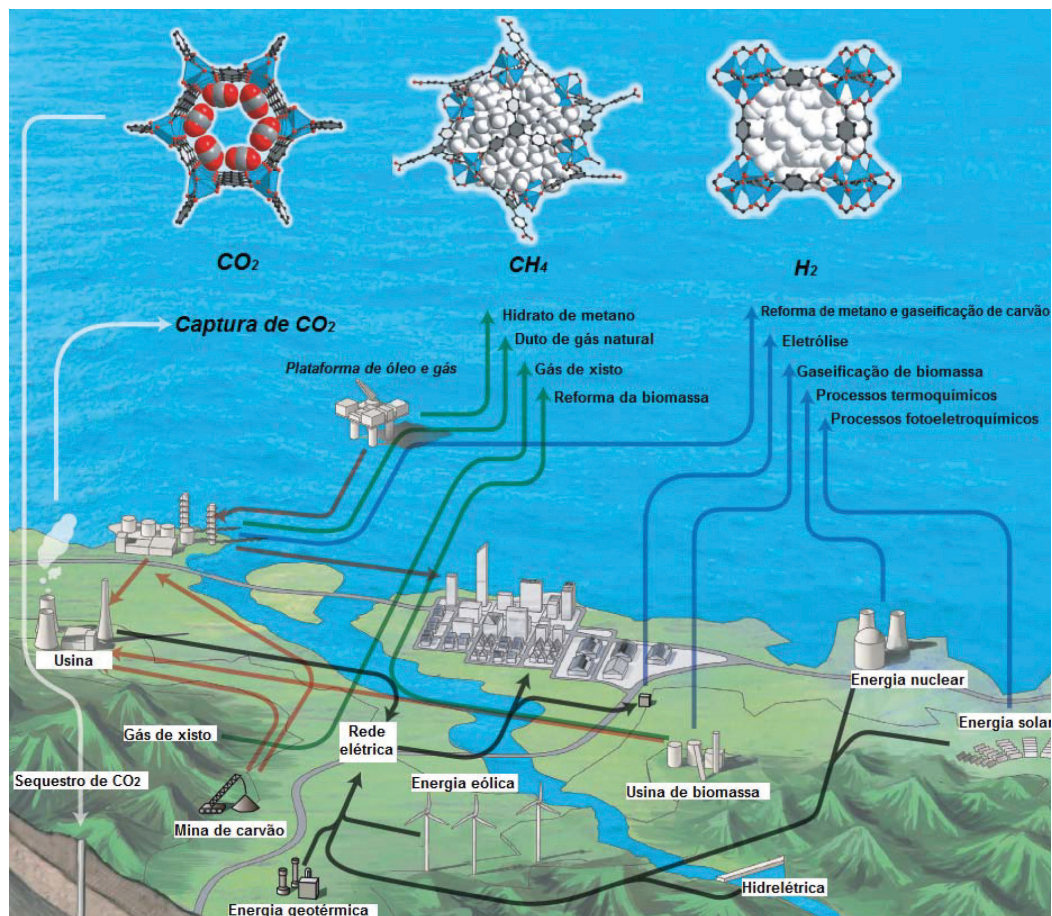 CO2
CH4
H2
Captura de CO2
Hidrato de metano
Duto de gás natural
Gás de xisto
Reforma da biomassa
Plataforma de óleo e gás
Reforma de metano e gaseificação de carvão
Eletrólise
Gaseificação de biomassa
Processos termoquímicos
Processos fotoeletroquímicos
Usina
Energia nuclear
Energia solar
Gás de xisto
Rede
elétrica
Sequestro de CO2
Energia eólica
Usina de biomassa
Mina de carvão
Hidrelétrica
Energia geotérmica